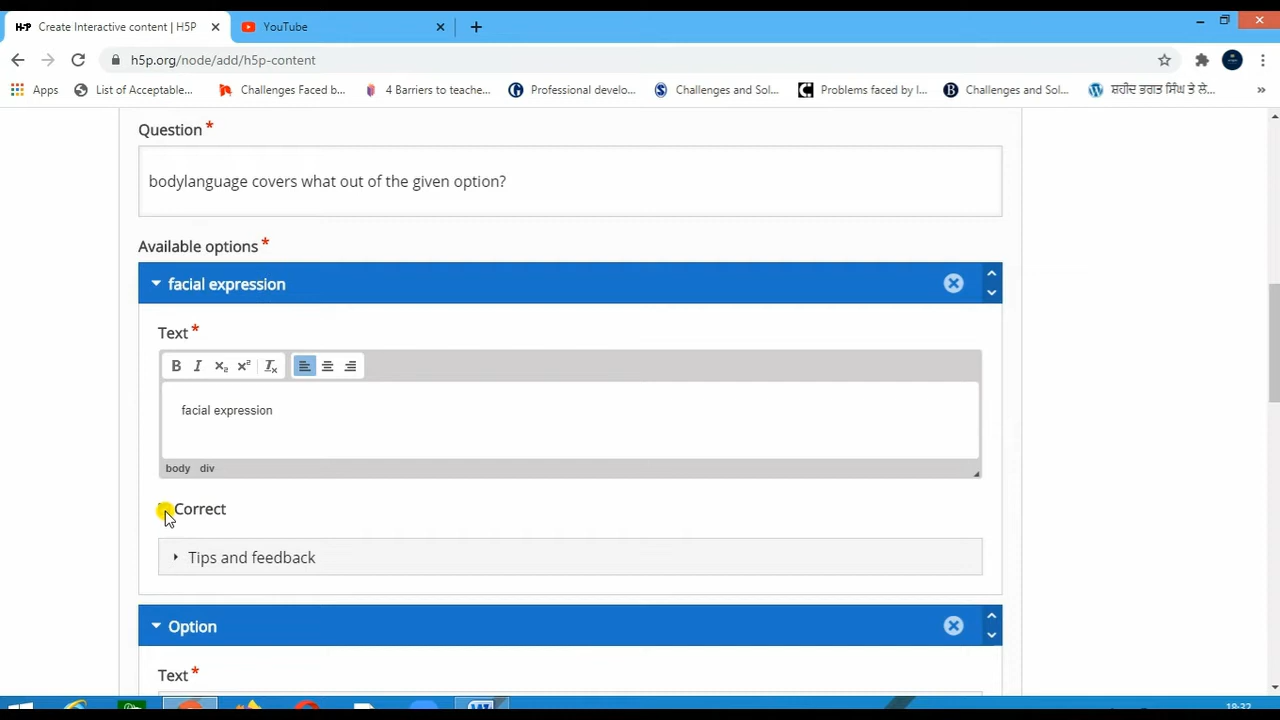 Create Interactive content | H5P
YouTube
h5p.org/node/add/h5p-content
Apps
List of Acceptable...
Challenges Faced b...
4 Barriers to teache...
Professional develo...
Challenges and Sol...
Problems faced by I...
Challenges and Sol...
ਸ਼ਹੀਦ ਭਗਤ ਸਿੰਘ ਤੇ ਲੇ...
»
Question *
bodylanguage covers what out of the given option?
Available options *
facial expression
Text *
B I x₂ x² Tx
facial expression
body div
Correct
Tips and feedback
Option
Text *
18:32